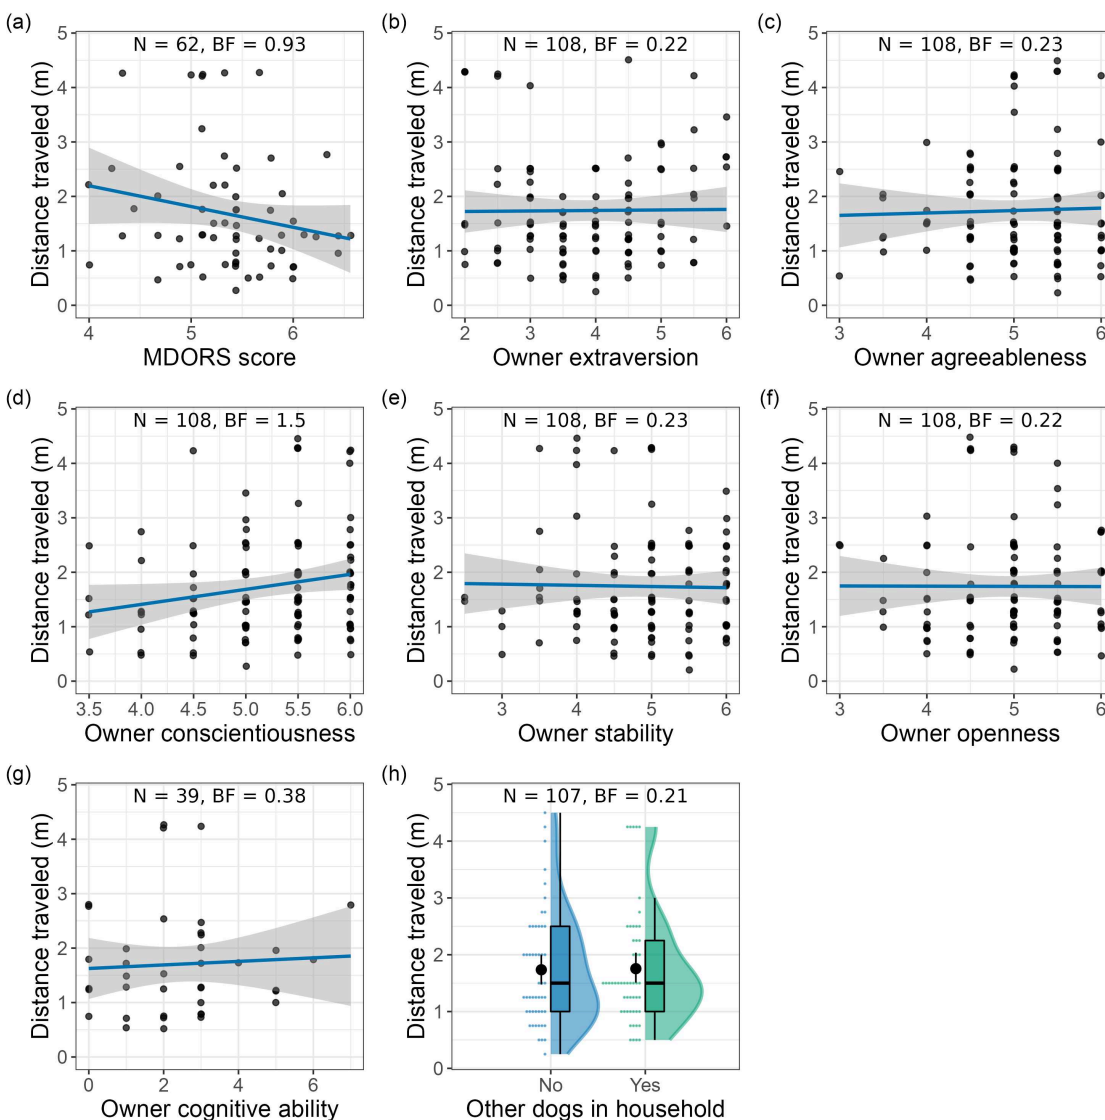 (a)
N = 62, BF = 0.93
Distance traveled (m)
5
4
3
2
1
0
4 5 6
MDORS score
(b)
N = 108, BF = 0.22
Distance traveled (m)
5
4
3
2
1
0
2 3 4 5 6
Owner extraversion
(c)
N = 108, BF = 0.23
Distance traveled (m)
5
4
3
2
1
0
3 4 5 6
Owner agreeableness
(d)
N = 108, BF = 1.5
Distance traveled (m)
5
4
3
2
1
0
3.5 4.0 4.5 5.0 5.5 6.0
Owner conscientiousness
(e)
N = 108, BF = 0.23
Distance traveled (m)
5
4
3
2
1
0
3 4 5 6
Owner stability
(f)
N = 108, BF = 0.22
Distance traveled (m)
5
4
3
2
1
0
3 4 5 6
Owner openness
(g)
N = 39, BF = 0.38
Distance traveled (m)
5
4
3
2
1
0
0 2 4 6
Owner cognitive ability
(h)
N = 107, BF = 0.21
Distance traveled (m)
5
4
3
2
1
0
No Yes
Other dogs in household